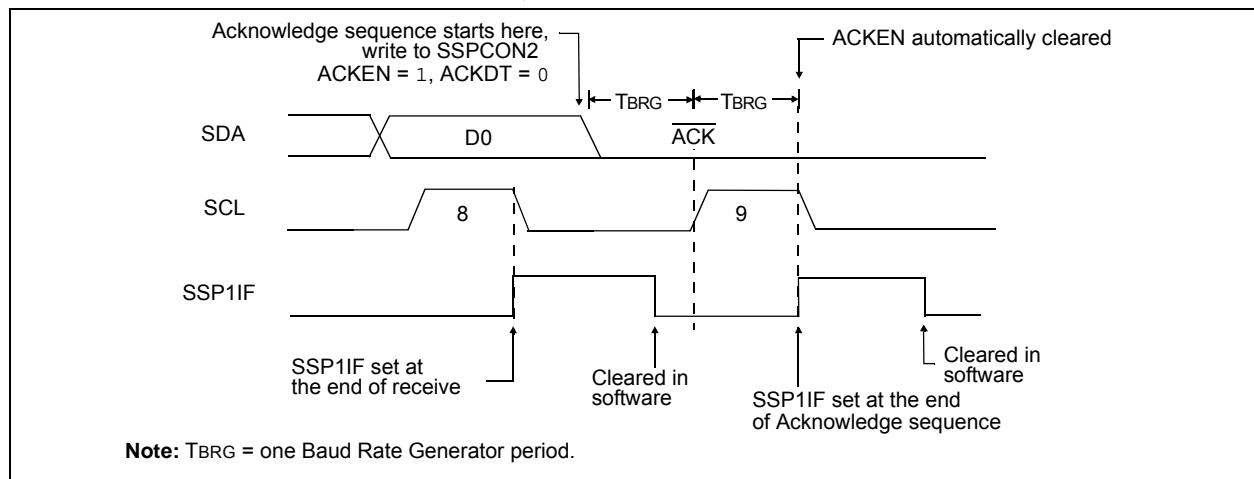 Acknowledge sequence starts here,
write to SSPCON2
ACKEN = 1, ACKDT = 0
ACKEN automatically cleared
TBRG
TBRG
SDA
D0
ACK
SCL
8
9
SSP1IF
SSP1IF set at
the end of receive
Cleared in
software
SSP1IF set at the end
of Acknowledge sequence
Cleared in
software
Note: TBRG = one Baud Rate Generator period.